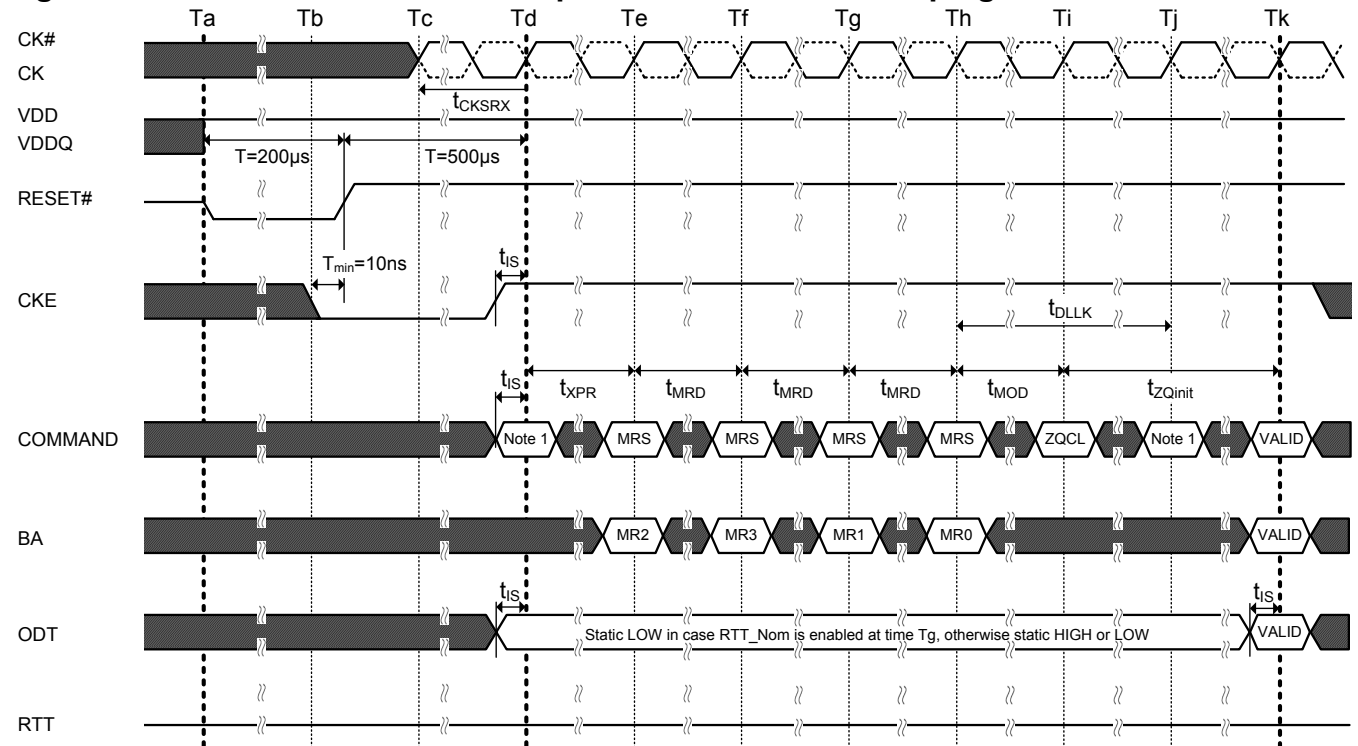 Ta Tb Tc Td Te Tf Tg Th Ti Tj Tk
CK#
CK
tCKSRX
VDD
VDDQ
T=200µs T=500µs
RESET#
Tmin=10ns tIS
CKE
tDLLK
tIS tXPR tMRD tMRD tMRD tMOD tZQinit
COMMAND Note 1 MRS MRS MRS MRS ZQCL Note 1 VALID
BA MR2 MR3 MR1 MR0 VALID
tIS tIS
ODT Static LOW in case RTT_Nom is enabled at time Tg, otherwise static HIGH or LOW VALID
RTT